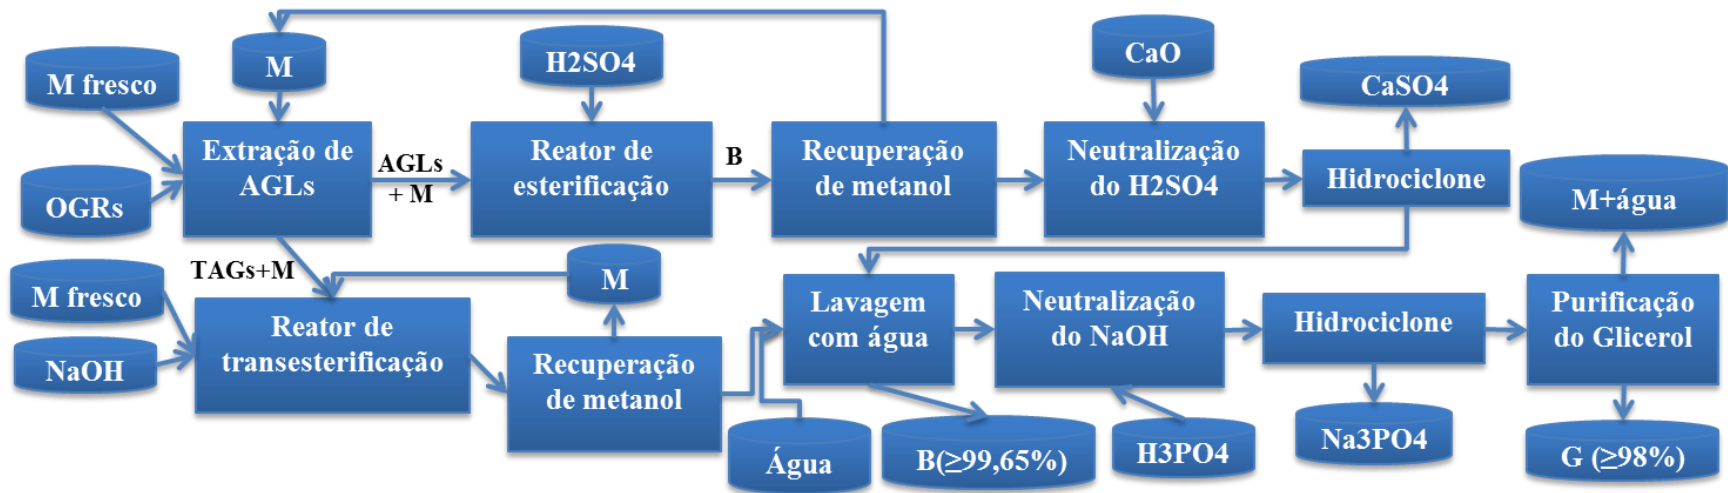 M
H2SO4
CaO
M fresco
CaSO4
Extração de
AGLs
AGLs
+ M
Reator de
esterificação
B
Recuperação
de metanol
Neutralização
do H2SO4
Hidrociclone
M+água
OGRs
TAGs+M
M fresco
NaOH
Reator de
transesterificação
M
Recuperação
de metanol
Lavagem
com água
Neutralização
do NaOH
Hidrociclone
Purificação
do Glicerol
Água
B(≥99,65%)
H3PO4
Na3PO4
G (≥98%)